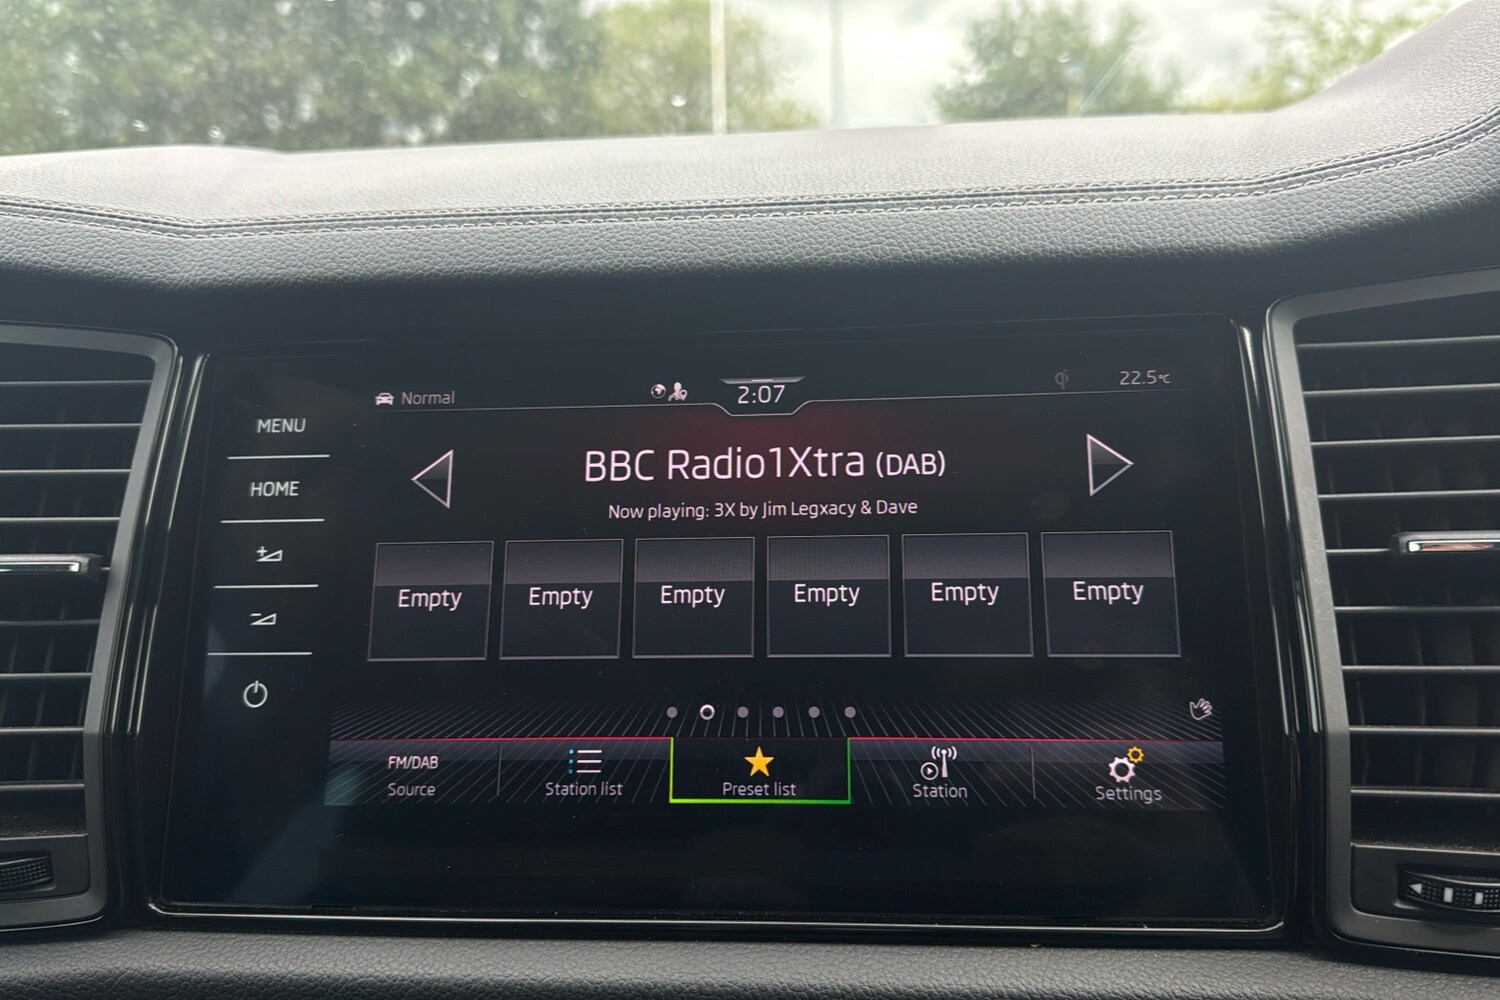 Normal
2:07
22.5°C
MENU
HOME
BBC Radio1Xtra (DAB)
Now playing: 3X by Jim Legxacy & Dave
Empty
Empty
Empty
Empty
Empty
Empty
FM/DAB
Source
Station list
Preset list
Station
Settings